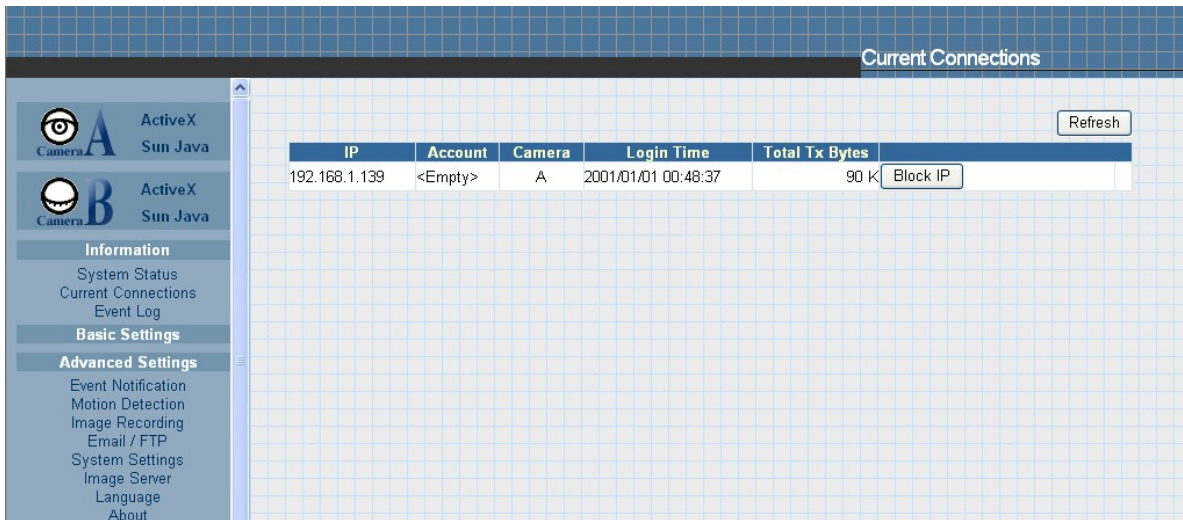 Current Connections
Camera A
ActiveX
Sun Java
Camera B
ActiveX
Sun Java
Information
System Status
Current Connections
Event Log
Basic Settings
Advanced Settings
Event Notification
Motion Detection
Image Recording
Email / FTP
System Settings
Image Server
Language
About
Refresh
IP Account Camera Login Time Total Tx Bytes
192.168.1.139 <Empty> A 2001/01/01 00:48:37 90 K Block IP